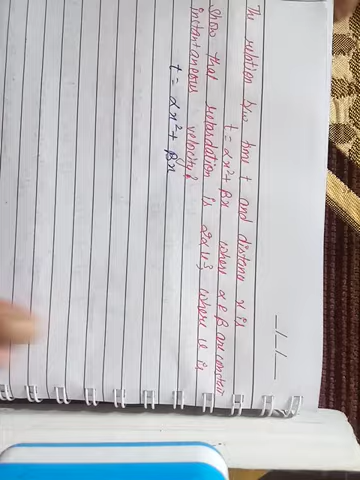 _/_/_
The relation b/w time t and distance x is
t = αx² + βx where α & β are constant
Show that retardation is 2αv³, where v is
instantaneous velocity?
t = αx² + βx